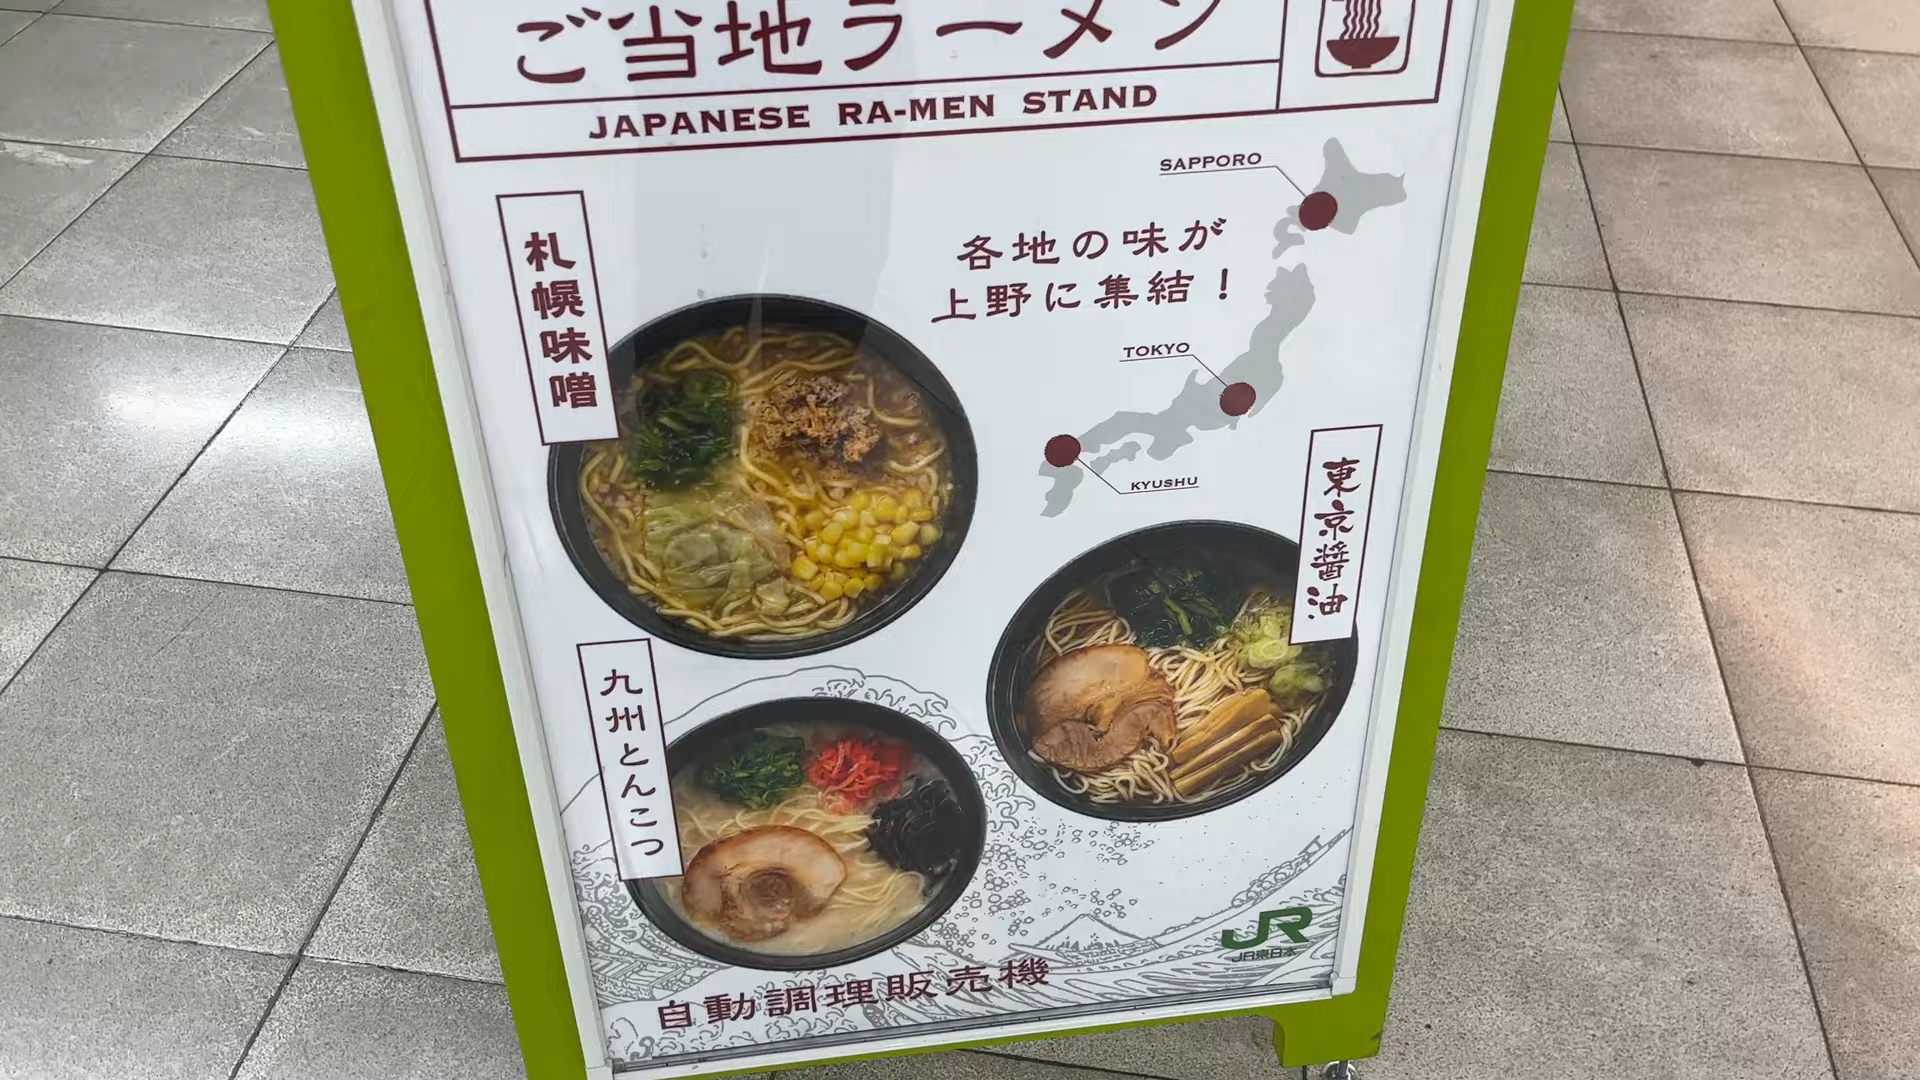 ご当地ラーメン
JAPANESE RA-MEN STAND
SAPPORO
札幌味噌
各地の味が
上野に集結！
TOKYO
KYUSHU
東京醤油
九州とんこつ
JR
JR東日本
自動調理販売機